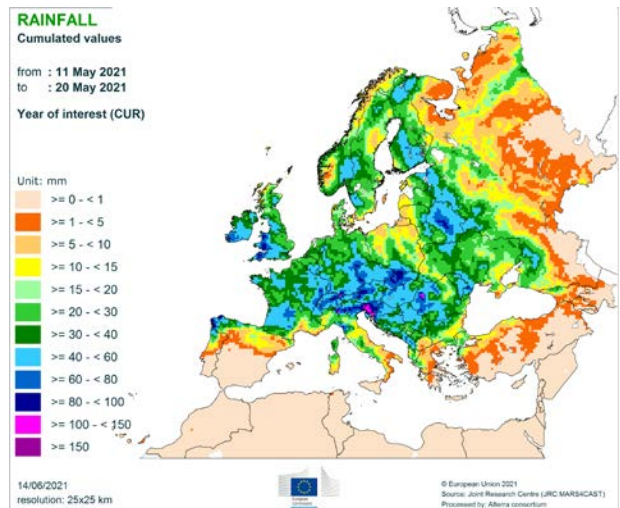 RAINFALL
Cumulated values
from : 11 May 2021
to : 20 May 2021
Year of interest (CUR)
Unit: mm
>= 0 - < 1
>= 1 - < 5
>= 5 - < 10
>= 10 - < 15
>= 15 - < 20
>= 20 - < 30
>= 30 - < 40
>= 40 - < 60
>= 60 - < 80
>= 80 - < 100
>= 100 - < 150
>= 150
14/06/2021
resolution: 25x25 km
European
Commission
© European Union 2021
Source: Joint Research Centre (JRC MARS4CAST)
Processed by: Alterra consortium